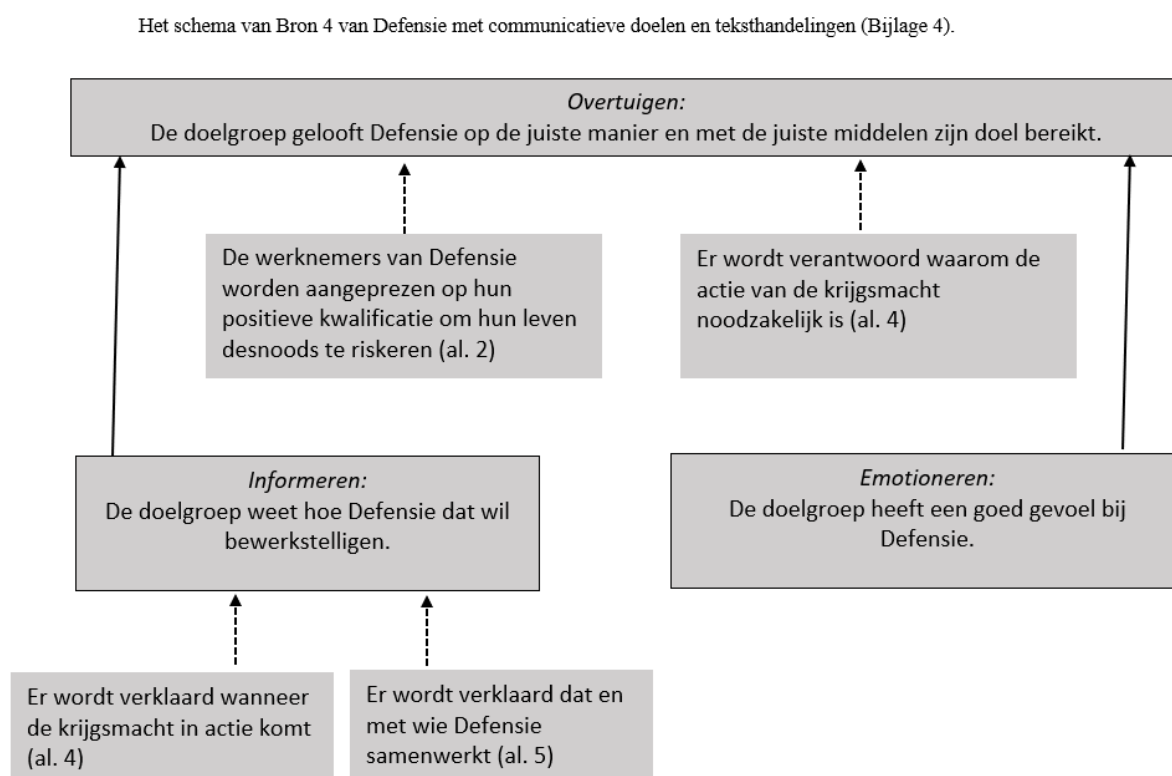 Het schema van Bron 4 van Defensie met communicatieve doelen en teksthandelingen (Bijlage 4).
Overtuigen:
De doelgroep gelooft Defensie op de juiste manier en met de juiste middelen zijn doel bereikt.
De werknemers van Defensie
worden aangeprezen op hun
positieve kwalificatie om hun leven
desnoods te riskeren (al. 2)
Er wordt verantwoord waarom de
actie van de krijgsmacht
noodzakelijk is (al. 4)
Informeren:
De doelgroep weet hoe Defensie dat wil
bewerkstelligen.
Emotioneren:
De doelgroep heeft een goed gevoel bij
Defensie.
Er wordt verklaard wanneer
de krijgsmacht in actie komt
(al. 4)
Er wordt verklaard dat en
met wie Defensie
samenwerkt (al. 5)